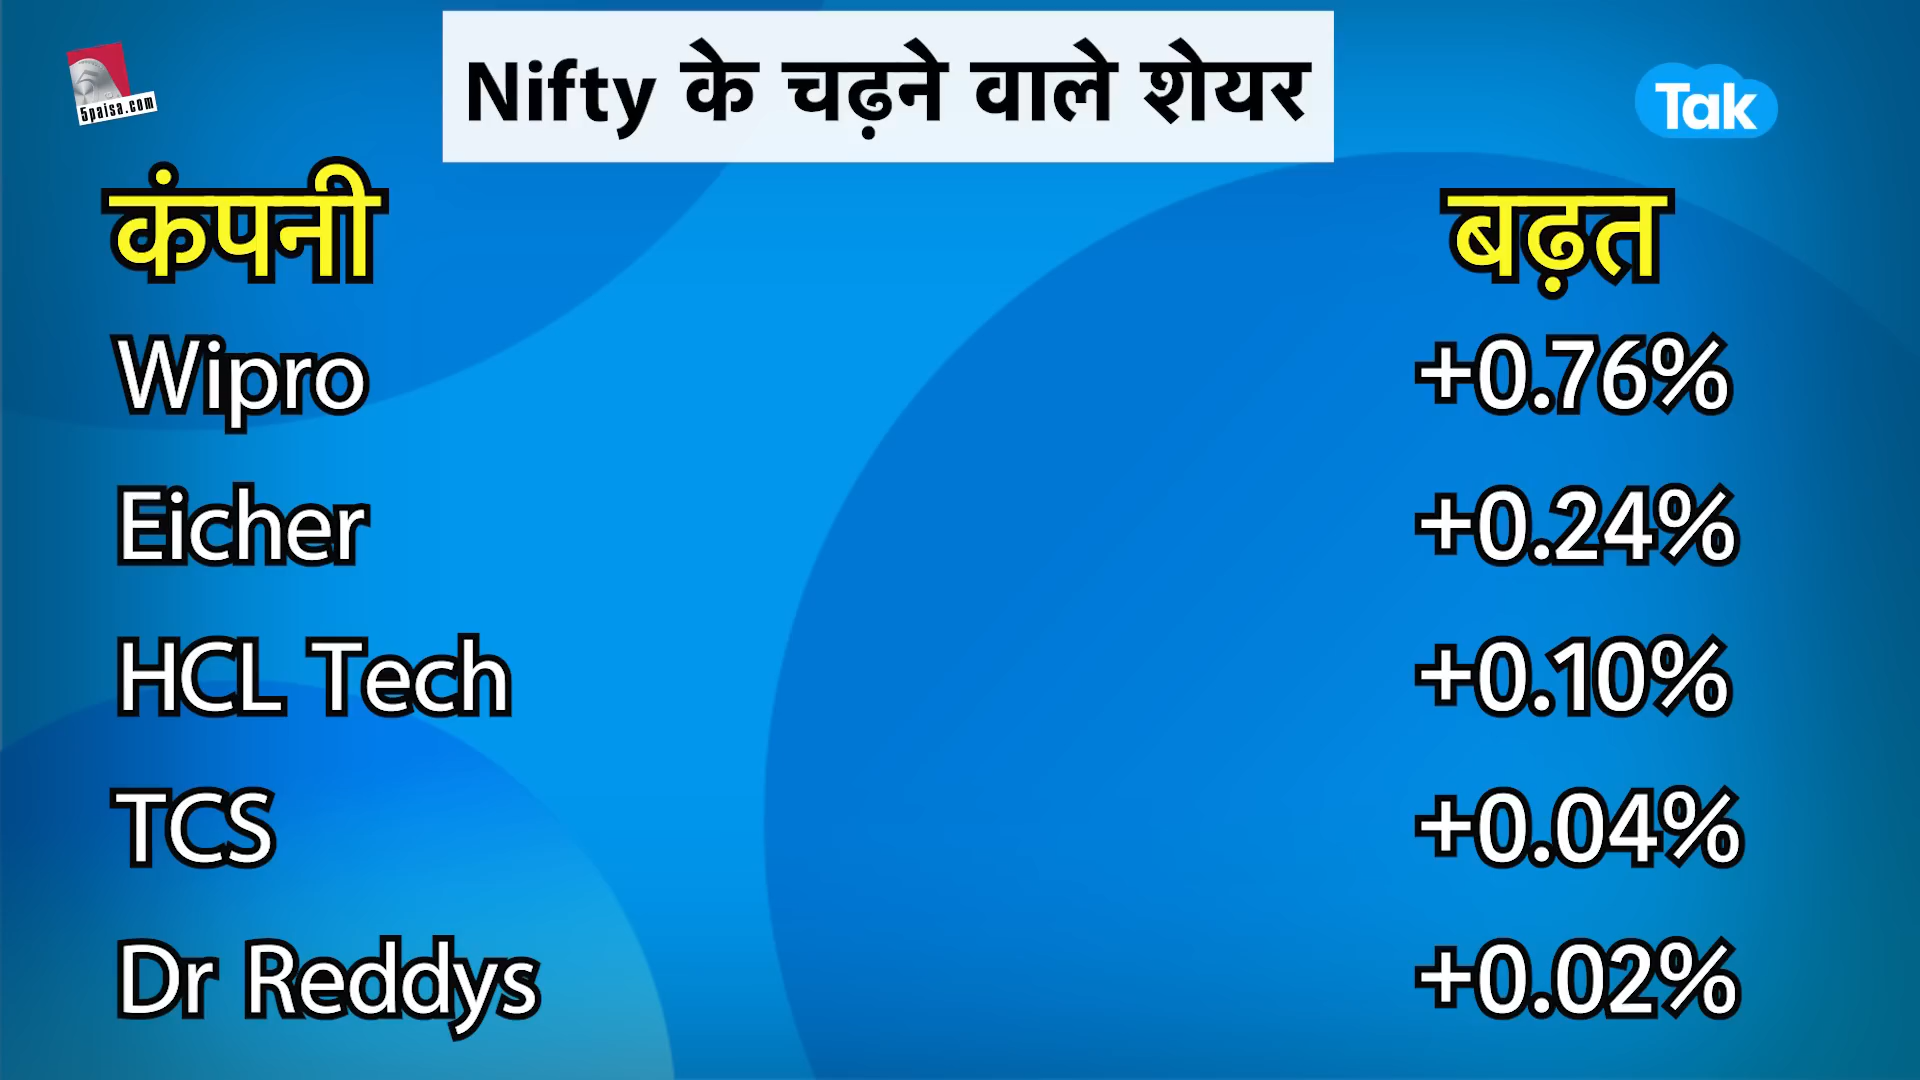 5paisa.com
Nifty के चढ़ने वाले शेयर
Tak
कंपनी बढ़त
Wipro +0.76%
Eicher +0.24%
HCL Tech +0.10%
TCS +0.04%
Dr Reddys +0.02%